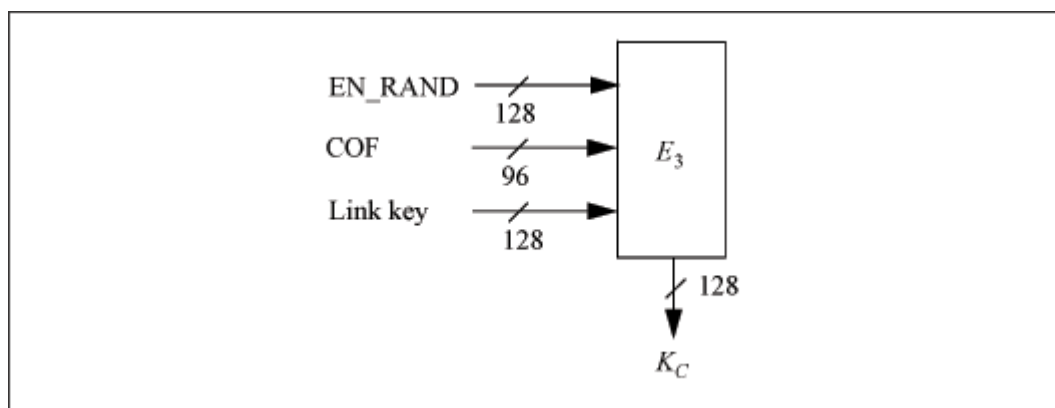 EN_RAND
128
COF
96
Link key
128
E3
128
KC